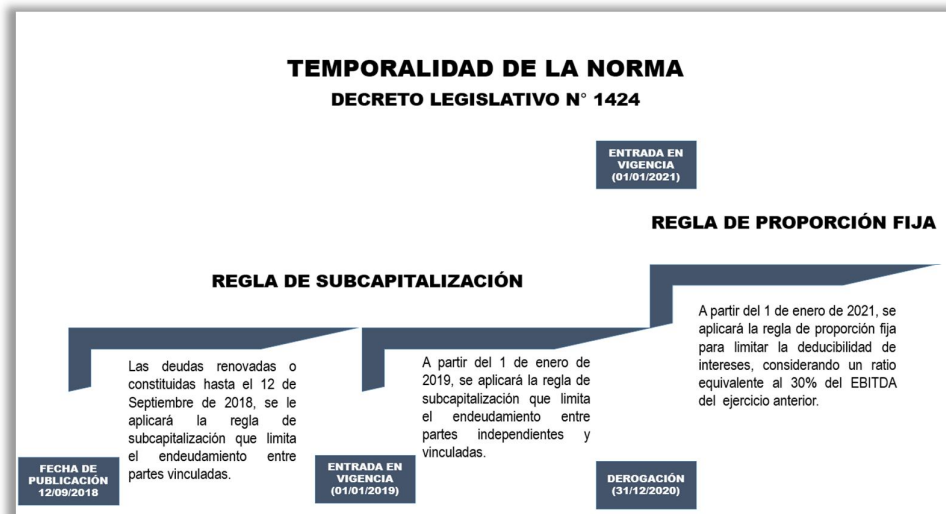 TEMPORALIDAD DE LA NORMA
DECRETO LEGISLATIVO N° 1424
ENTRADA EN
VIGENCIA
(01/01/2021)
REGLA DE PROPORCIÓN FIJA
REGLA DE SUBCAPITALIZACIÓN
Las deudas renovadas o
constituidas hasta el 12 de
Septiembre de 2018, se le
aplicará la regla de
subcapitalización que limita
el endeudamiento entre
partes vinculadas.
A partir del 1 de enero de
2019, se aplicará la regla de
subcapitalización que limita
el endeudamiento entre
partes independientes y
vinculadas.
A partir del 1 de enero de 2021, se
aplicará la regla de proporción fija
para limitar la deducibilidad de
intereses, considerando un ratio
equivalente al 30% del EBITDA
del ejercicio anterior.
FECHA DE
PUBLICACIÓN
12/09/2018
ENTRADA EN
VIGENCIA
(01/01/2019)
DEROGACIÓN
(31/12/2020)